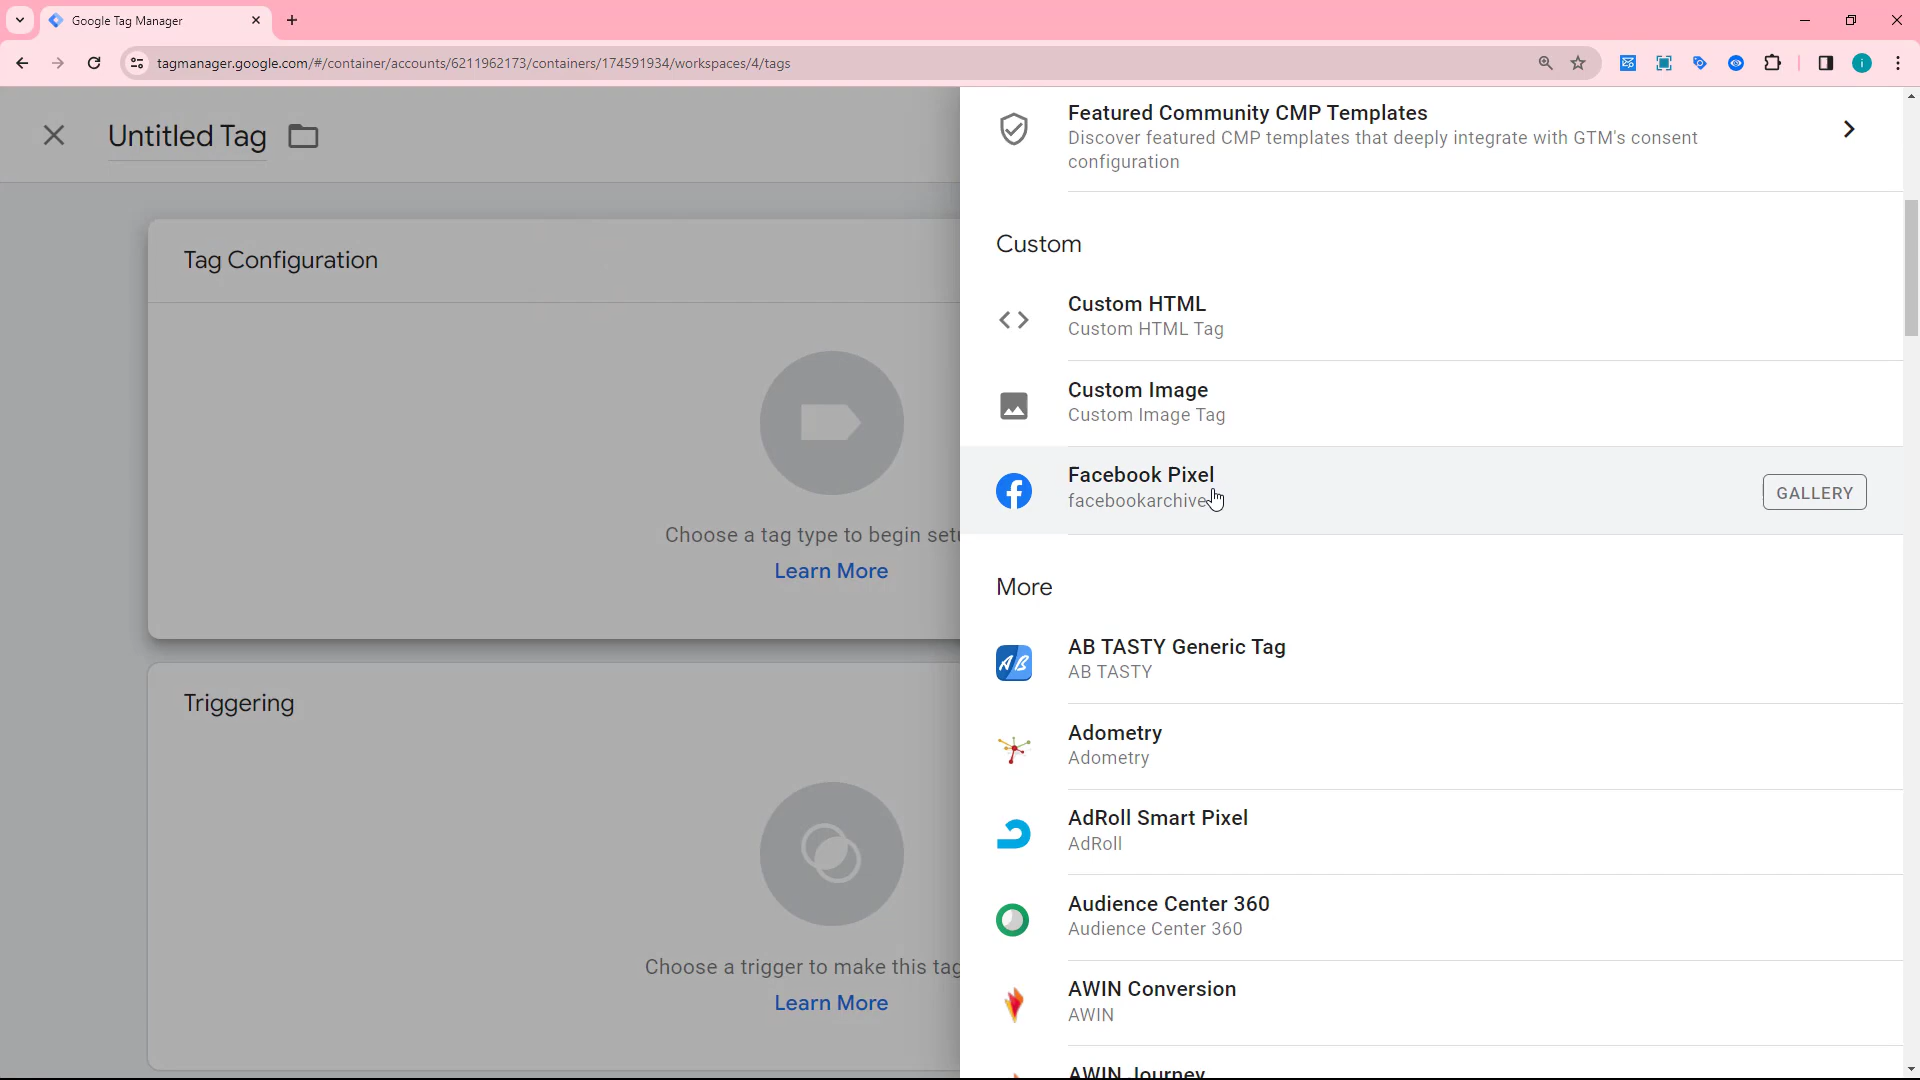 Google Tag Manager
tagmanager.google.com/#/container/accounts/6211962173/containers/174591934/workspaces/4/tags
i
Untitled Tag
Tag Configuration
Choose a tag type to begin
Learn More
Triggering
Choose a trigger to make this
Learn More
Featured Community CMP Templates
Discover featured CMP templates that deeply integrate with GTM's consent
configuration
Custom
Custom HTML
Custom HTML Tag
Custom Image
Custom Image Tag
Facebook Pixel
facebookarchive
GALLERY
More
AB
AB TASTY Generic Tag
AB TASTY
Adometry
Adometry
AdRoll Smart Pixel
AdRoll
Audience Center 360
Audience Center 360
AWIN Conversion
AWIN
AWIN Journey